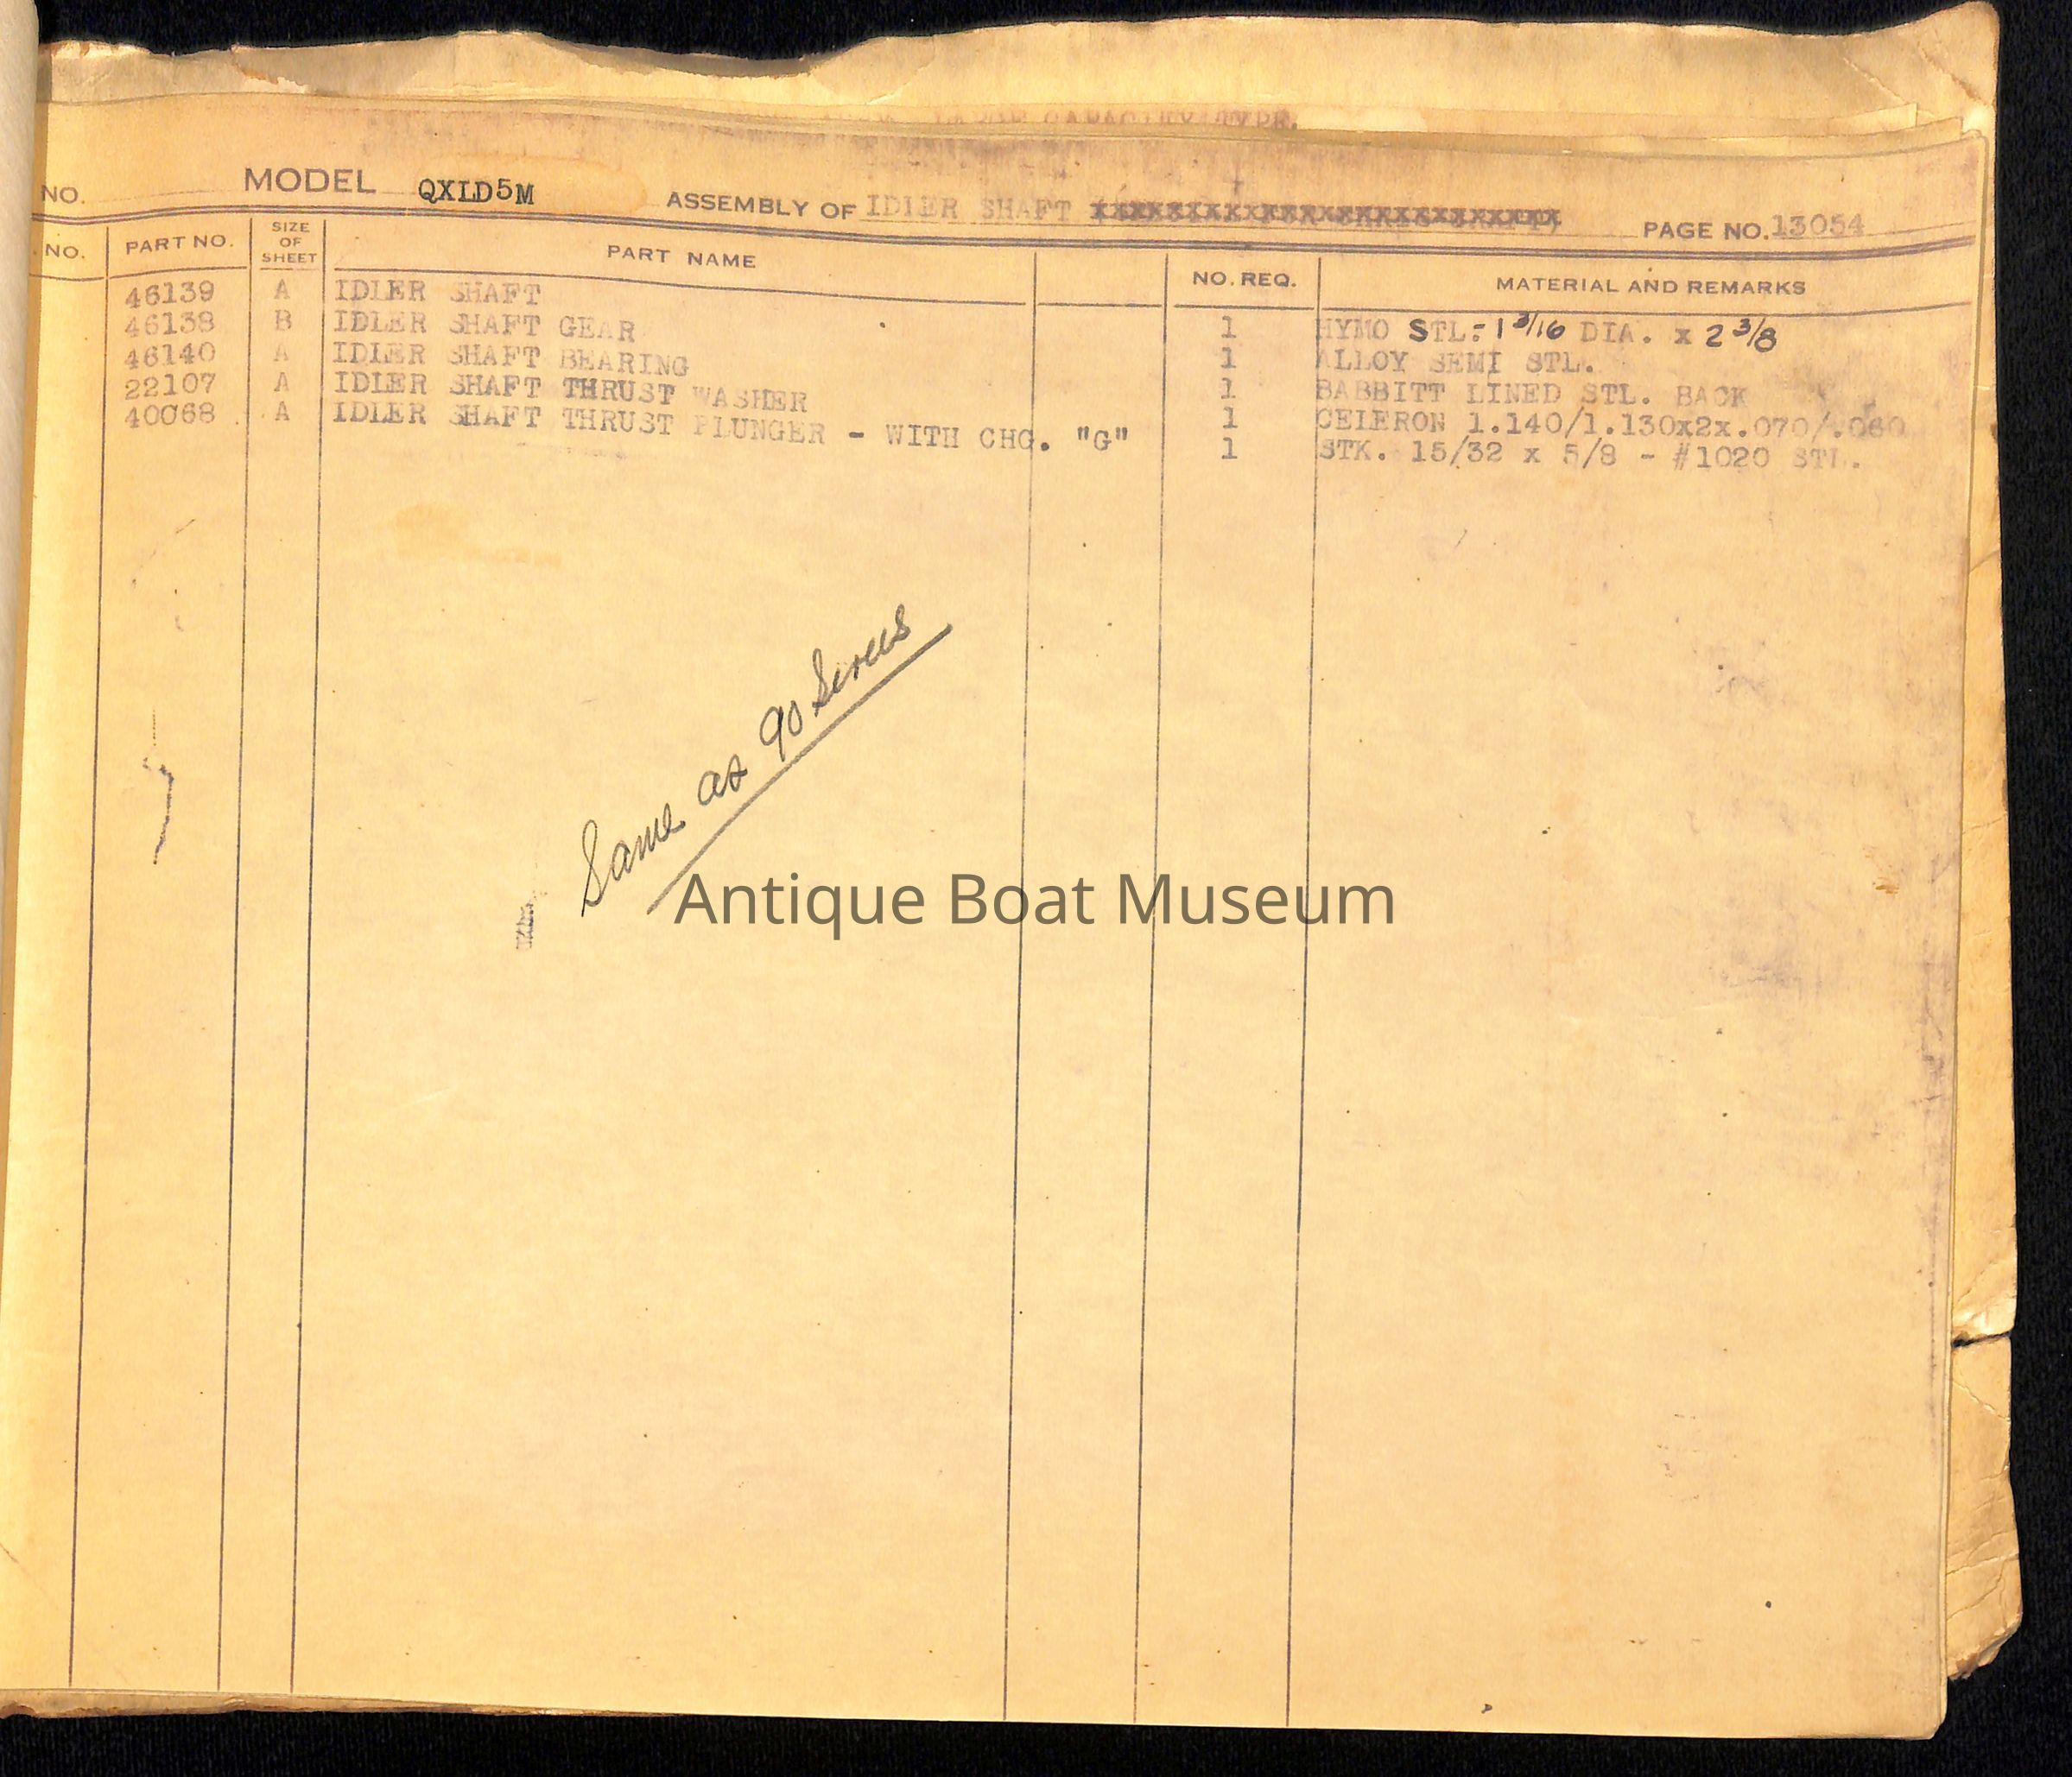 CAPACITY TYPE.
NO. MODEL QXLD5M ASSEMBLY OF IDLER SHAFT PAGE NO. 13054
NO. PART NO. SIZE OF SHEET PART NAME NO. REQ. MATERIAL AND REMARKS
46139 A IDLER SHAFT 1 HYMO STL.- 1 3/16 DIA. x 2 3/8
46138 B IDLER SHAFT GEAR 1 ALLOY SEMI STL.
46140 A IDLER SHAFT BEARING 1 BABBITT LINED STL. BACK
22107 A IDLER SHAFT THRUST WASHER 1 CELERON 1.140/1.130x2x.070/.060
40068 A IDLER SHAFT THRUST PLUNGER - WITH CHG. "G" 1 STK. 15/32 x 5/8 - #1020 STL.
Same as 90 Series
Antique Boat Museum